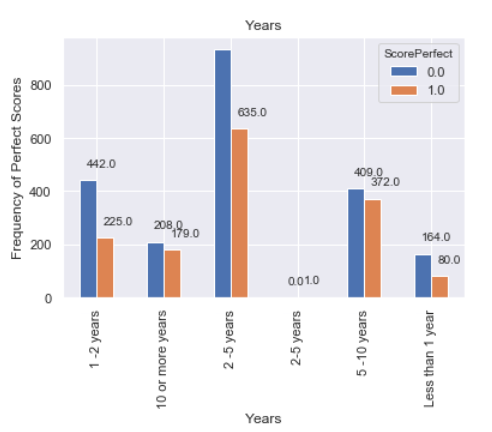 Years
ScorePerfect
0.0
1.0
Frequency of Perfect Scores
800
600
400
200
0
442.0
225.0
208.0
179.0
635.0
0.0
1.0
409.0
372.0
164.0
80.0
1 -2 years
10 or more years
2 -5 years
2-5 years
5 -10 years
Less than 1 year
Years